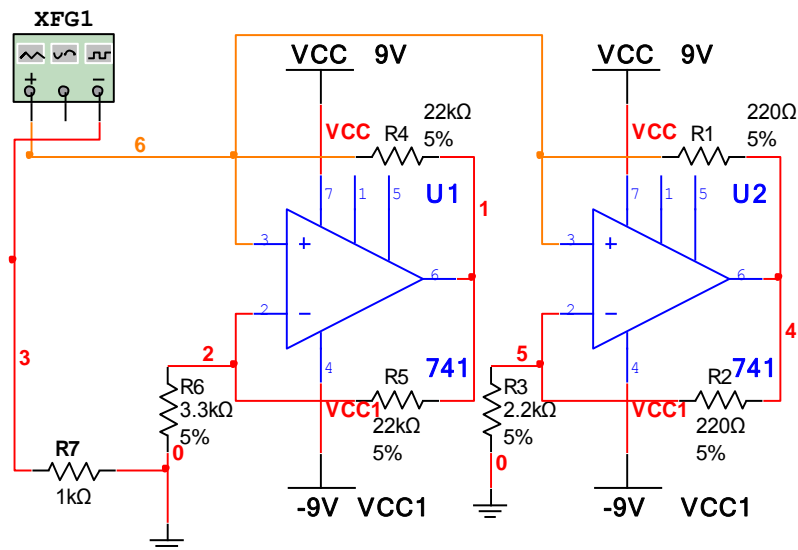 XFG1
+
−
VCC 9V
VCC 9V
22kΩ
5%
220Ω
5%
VCC
R4
VCC
R1
6
7
1
5
U1
7
1
5
U2
1
3
+
3
+
6
6
2
−
2
−
4
3
2
4
741
5
4
741
R6
3.3kΩ
5%
R5
VCC1
22kΩ
5%
R3
2.2kΩ
5%
R2
VCC1
220Ω
5%
0
0
R7
1kΩ
-9V VCC1
-9V VCC1